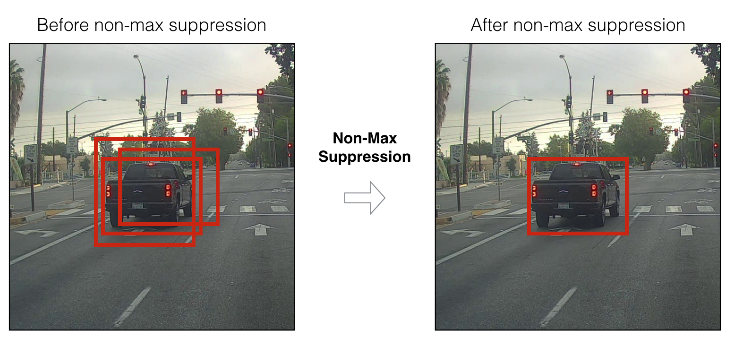 Before non-max suppression
After non-max suppression
Non-Max
Suppression